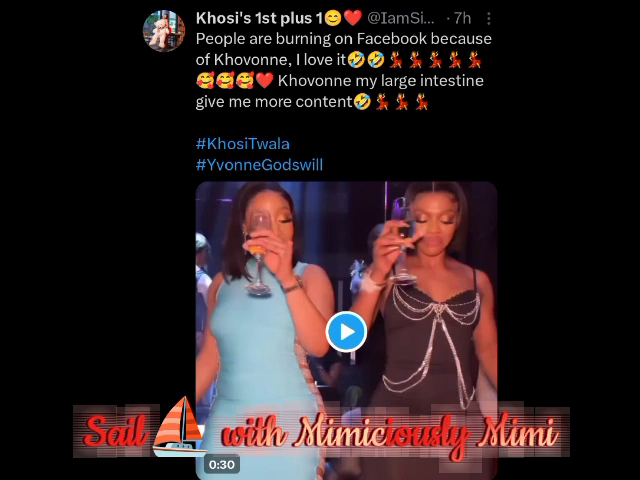 Khosi's 1st plus 1😊❤️ @IamSi... · 7h
People are burning on Facebook because
of Khovonne, I love it🤣🤣💃💃💃💃💃
🥰🥰🥰❤️ Khovonne my large intestine
give me more content🤣💃💃💃
#KhosiTwala
#YvonneGodswill
Sail with Mimiciously Mimi
0:30